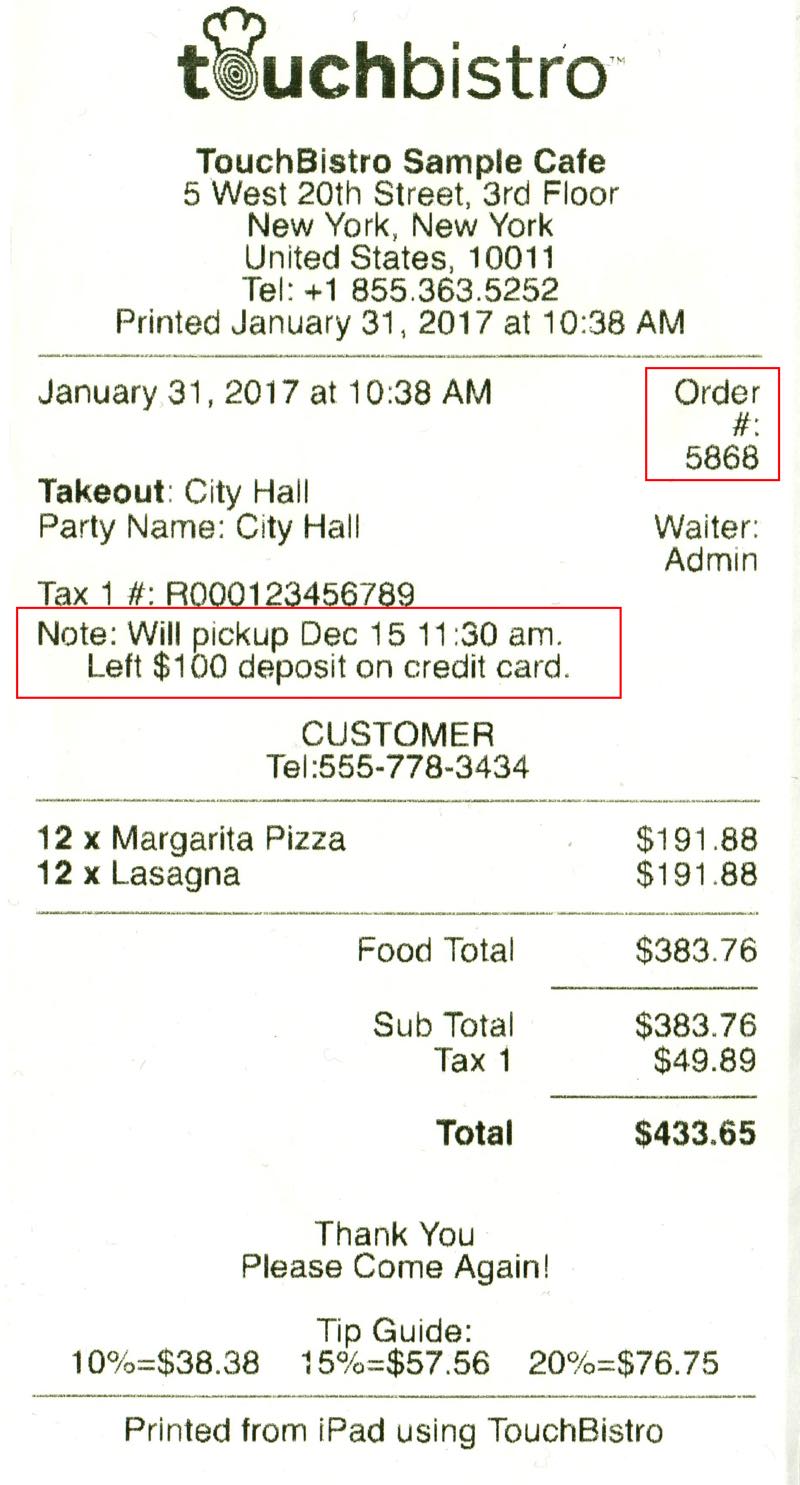 touchbistro™
TouchBistro Sample Cafe
5 West 20th Street, 3rd Floor
New York, New York
United States, 10011
Tel: +1 855.363.5252
Printed January 31, 2017 at 10:38 AM
January 31, 2017 at 10:38 AM
Order
#:
5868
Takeout: City Hall
Party Name: City Hall
Waiter:
Admin
Tax 1 #: R000123456789
Note: Will pickup Dec 15 11:30 am.
Left $100 deposit on credit card.
CUSTOMER
Tel:555-778-3434
12 x Margarita Pizza $191.88
12 x Lasagna $191.88
Food Total $383.76
Sub Total $383.76
Tax 1 $49.89
Total $433.65
Thank You
Please Come Again!
Tip Guide:
10%=$38.38 15%=$57.56 20%=$76.75
Printed from iPad using TouchBistro